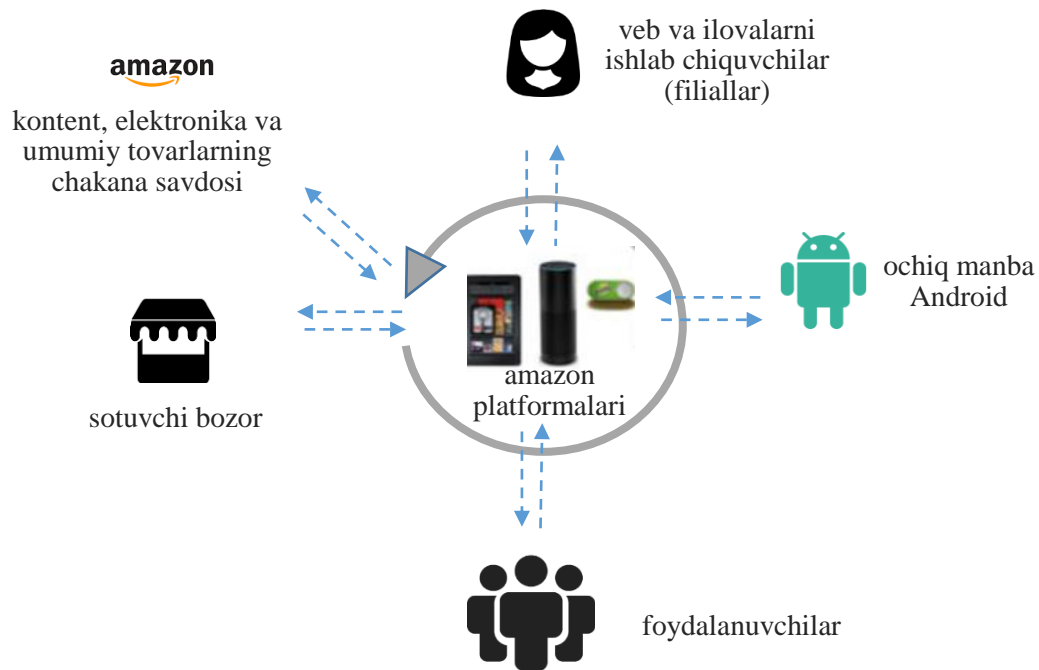 amazon
kontent, elektronika va
umumiy tovarlarning
chakana savdosi
veb va ilovalarni
ishlab chiquvchilar
(filiallar)
ochiq manba
Android
sotuvchi bozor
amazon
platformalari
foydalanuvchilar